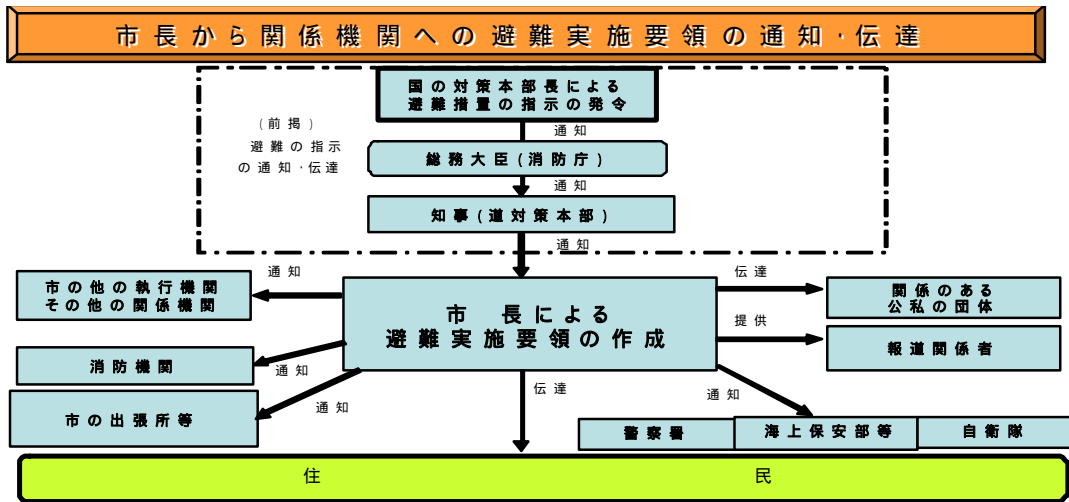 市長から関係機関への避難実施要領の通知・伝達
国の対策本部長による
避難措置の指示の発令
(前掲)
避難の指示
の通知・伝達
通知
総務大臣(消防庁)
通知
知事(道対策本部)
通知
通知
伝達
市の他の執行機関
その他の関係機関
市 長による
避難実施要領の作成
関係のある
公私の団体
提供
報道関係者
消防機関
通知
市の出張所等
通知
伝達
通知
警察署
海上保安部等
自衛隊
住 民